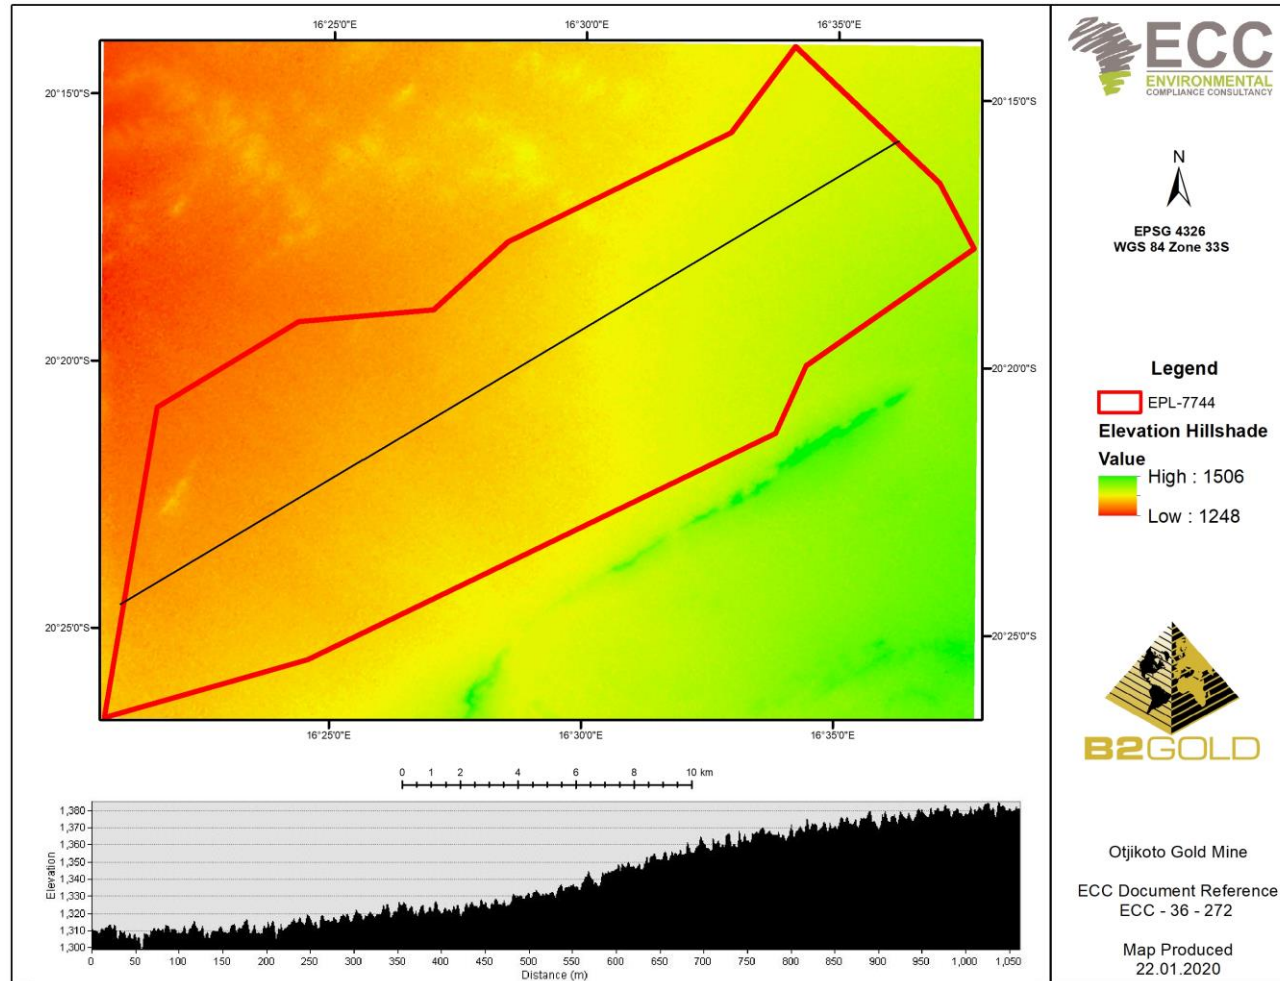 16°25'0"E
16°30'0"E
16°35'0"E
20°15'0"S
20°15'0"S
20°20'0"S
20°20'0"S
20°25'0"S
20°25'0"S
16°25'0"E
16°30'0"E
16°35'0"E
0 1 2 4 6 8 10 km
1,380
1,370
1,360
1,350
1,340
1,330
1,320
1,310
1,300
Elevation
0 50 100 150 200 250 300 350 400 450 500 550 600 650 700 750 800 850 900 950 1,000 1,050
Distance (m)
ECC
ENVIRONMENTAL
COMPLIANCE CONSULTANCY
N
EPSG 4326
WGS 84 Zone 33S
Legend
EPL-7744
Elevation Hillshade
Value
High : 1506
Low : 1248
B2GOLD
Otjikoto Gold Mine
ECC Document Reference
ECC - 36 - 272
Map Produced
22.01.2020